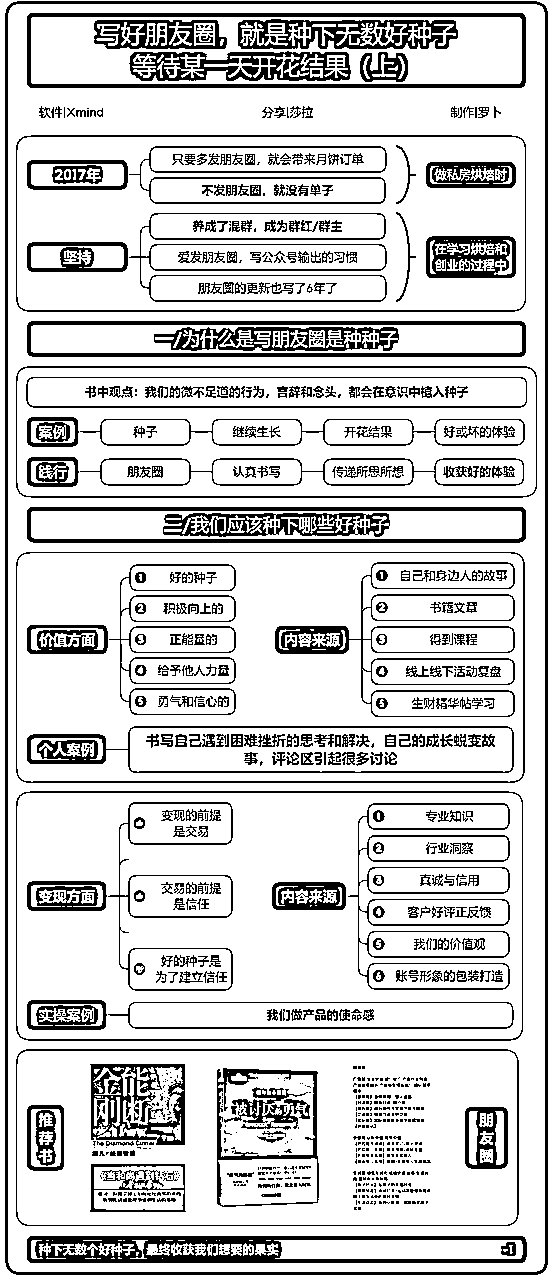 写好朋友圈，就是种下无数好种子
等待某一天开花结果（上）
软件|Xmind
分享|莎拉
制作|罗卜
2017年
只要多发朋友圈，就会带来月饼订单
不发朋友圈，就没有单子
做私房烘焙时
坚持
养成了混群，成为群红/群主
爱发朋友圈，写公众号输出的习惯
朋友圈的更新也写了6年了
在学习烘焙和
创业的过程中
一/为什么是写朋友圈是种种子
书中观点：我们的微不足道的行为，言辞和念头，都会在意识中植入种子
案例
种子
继续生长
开花结果
好或坏的体验
践行
朋友圈
认真书写
传递所思所想
收获好的体验
二/我们应该种下哪些好种子
价值方面
1 好的种子
2 积极向上的
3 正能量的
4 给予他人力量
5 勇气和信心的
内容来源
1 自己和身边人的故事
2 书籍文章
3 得到课程
4 线上线下活动复盘
5 生财精华帖学习
个人案例
书写自己遇到困难挫折的思考和解决，自己的成长蜕变故
事，评论区引起很多讨论
变现方面
变现的前提
是交易
交易的前提
是信任
好的种子是
为了建立信任
内容来源
1 专业知识
2 行业洞察
3 真诚与信用
4 客户好评正反馈
5 我们的价值观
6 账号形象的包装打造
实操案例
我们做产品的使命感
推荐书
金刚
能断
The Diamond Cutter
被讨厌的勇气
朋友圈
种下无数个好种子，最终收获我们想要的果实
-1